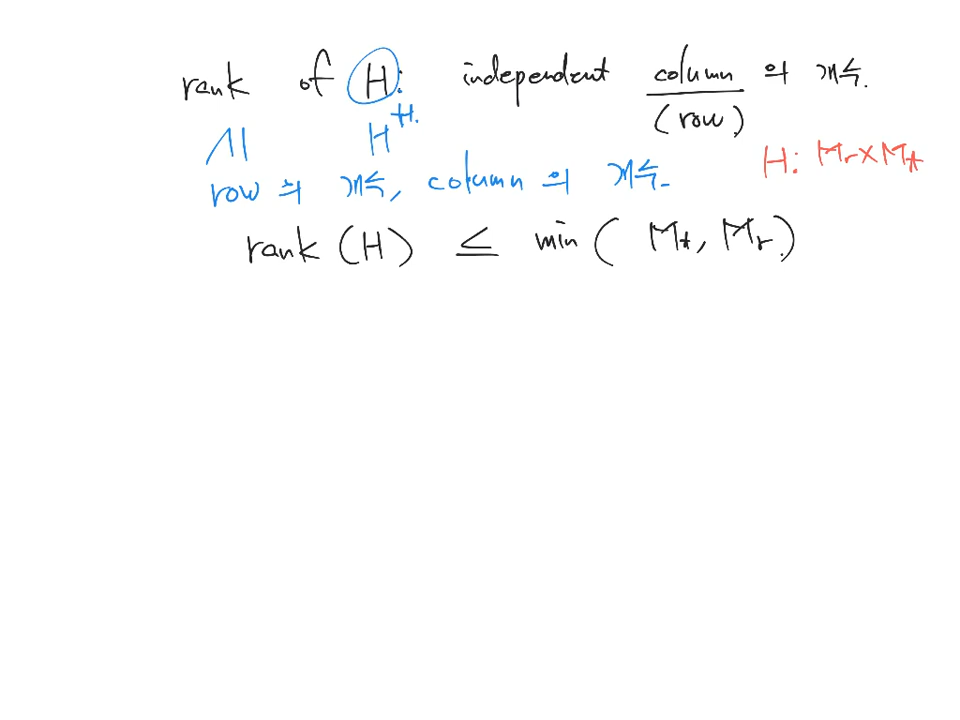 rank of H: independent column 의 개수.
(row)
H^H.
H: Mr×Mt
row 의 개수, column 의 개수.
rank (H) ≤ min ( Mt, Mr )